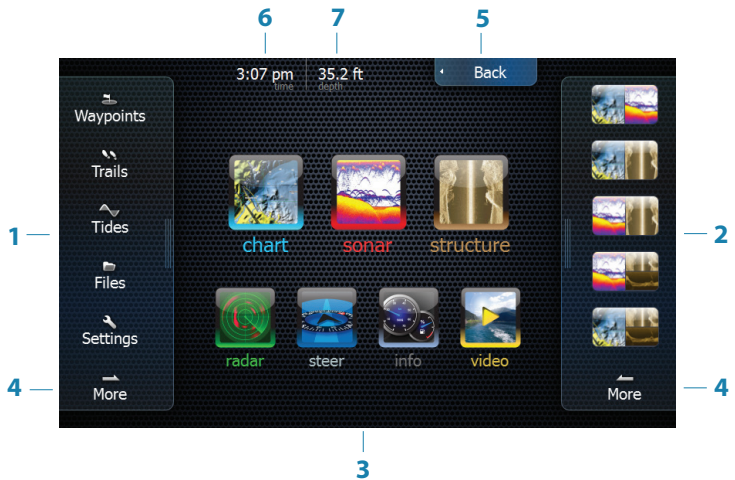 6 7 5
3:07 pm 35.2 ft Back
time depth
Waypoints
Trails
Tides
Files
Settings
More
1
2
chart sonar structure
radar steer info video
4
More
4
3